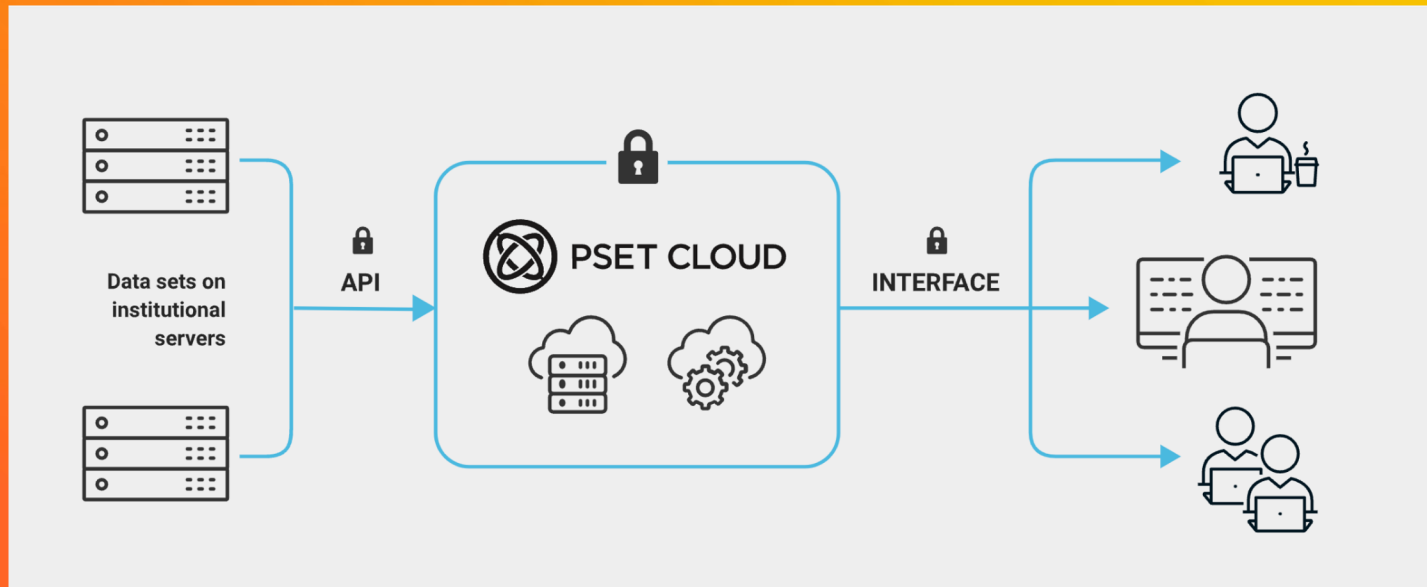 Data sets on
institutional
servers
API
PSET CLOUD
INTERFACE